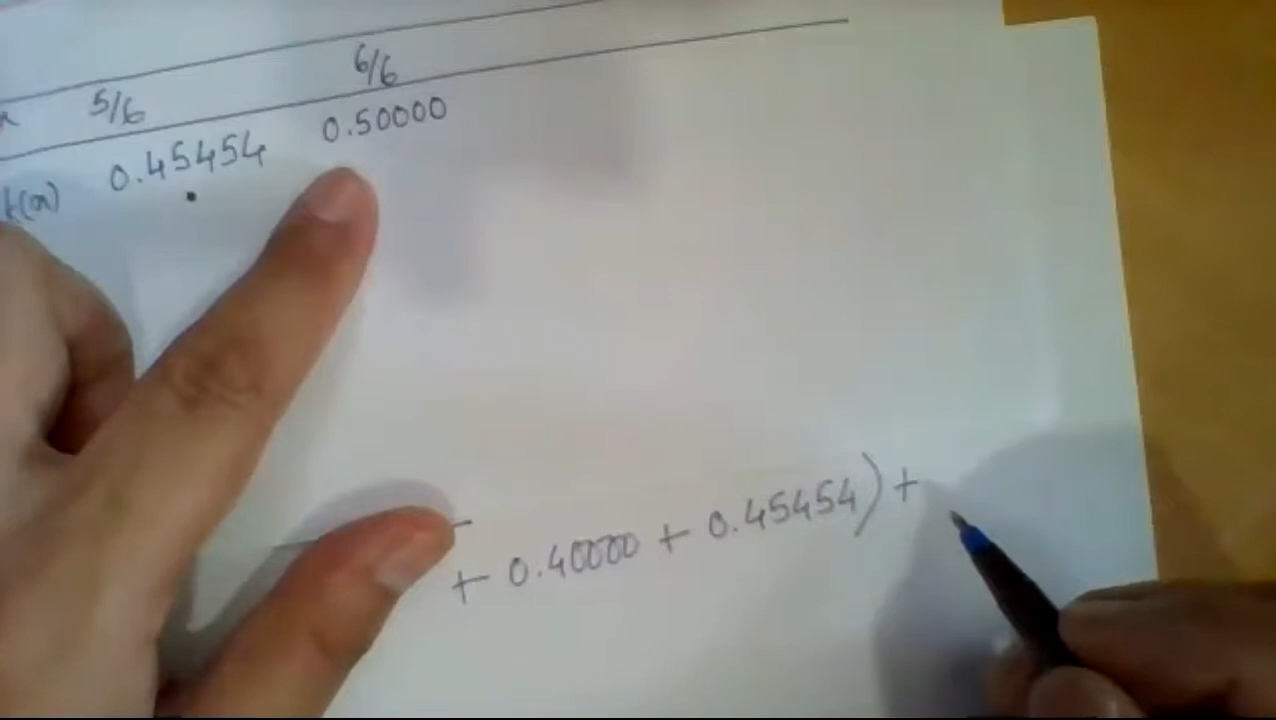 5/6 6/6
0.45454 0.50000
+ 0.40000 + 0.45454) +